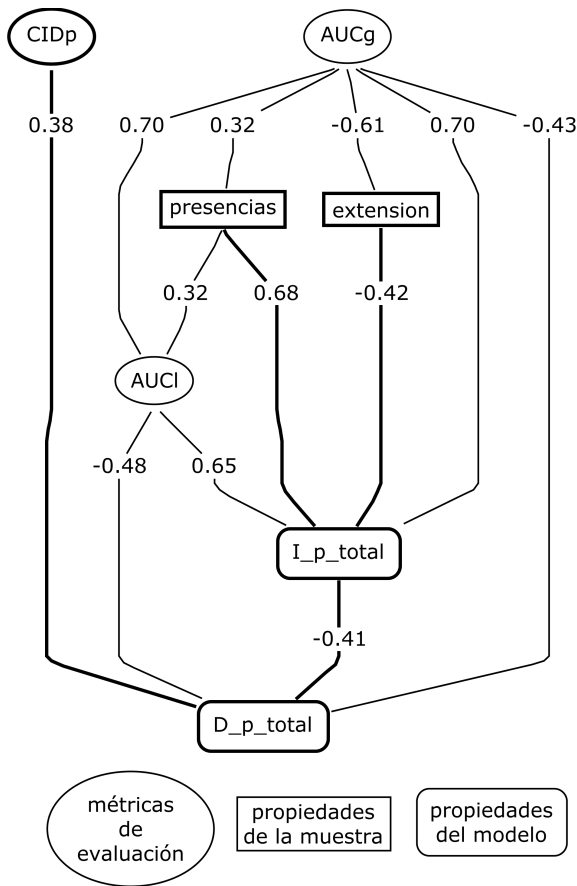 CIDp
AUCg
0.38
0.70
0.32
-0.61
0.70
-0.43
presencias
extension
0.32
0.68
-0.42
AUCl
-0.48
0.65
I_p_total
-0.41
D_p_total
métricas
de
evaluación
propiedades
de la muestra
propiedades
del modelo